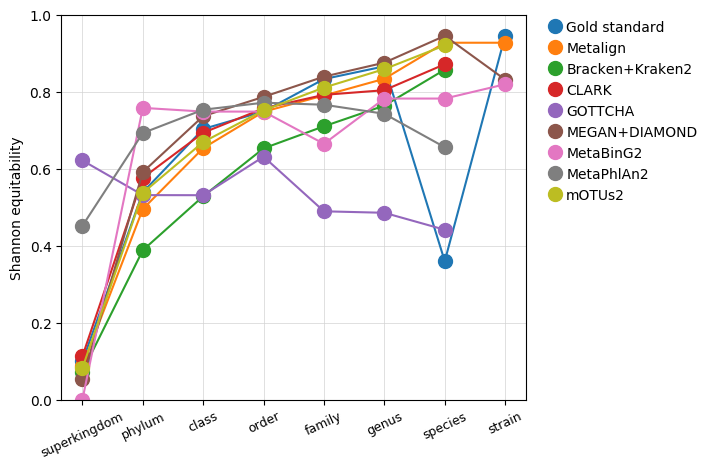 1.0
0.8
0.6
0.4
0.2
0.0
Shannon equitability
superkingdom
phylum
class
order
family
genus
species
strain
Gold standard
Metalign
Bracken+Kraken2
CLARK
GOTTCHA
MEGAN+DIAMOND
MetaBinG2
MetaPhlAn2
mOTUs2